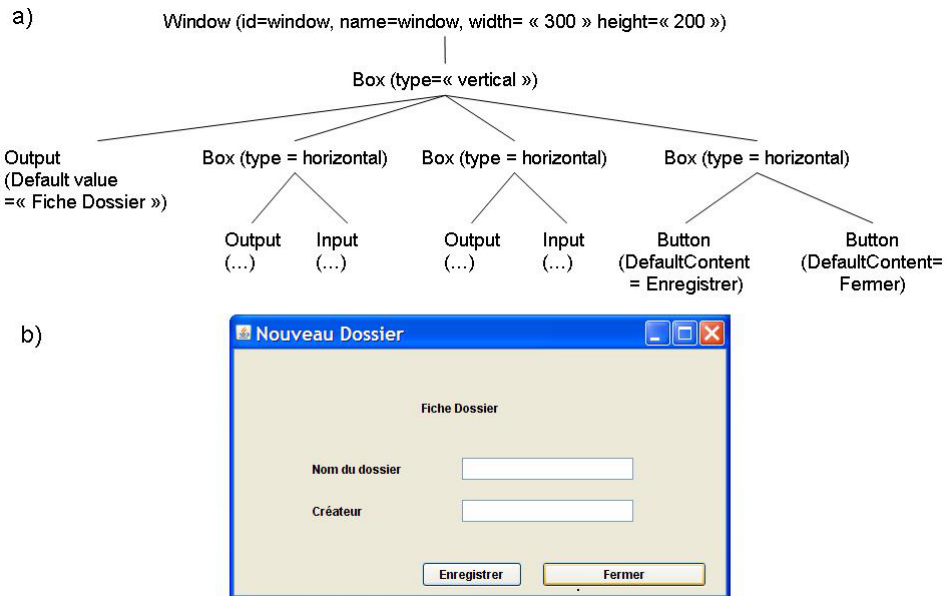 a)
Window (id=window, name=window, width= « 300 » height=« 200 »)
Box (type=« vertical »)
Output
(Default value
=« Fiche Dossier »)
Box (type = horizontal)
Box (type = horizontal)
Box (type = horizontal)
Output
(...)
Input
(...)
Output
(...)
Input
(...)
Button
(DefaultContent
= Enregistrer)
Button
(DefaultContent=
Fermer)
b)
Nouveau Dossier
Fiche Dossier
Nom du dossier
Créateur
Enregistrer
Fermer